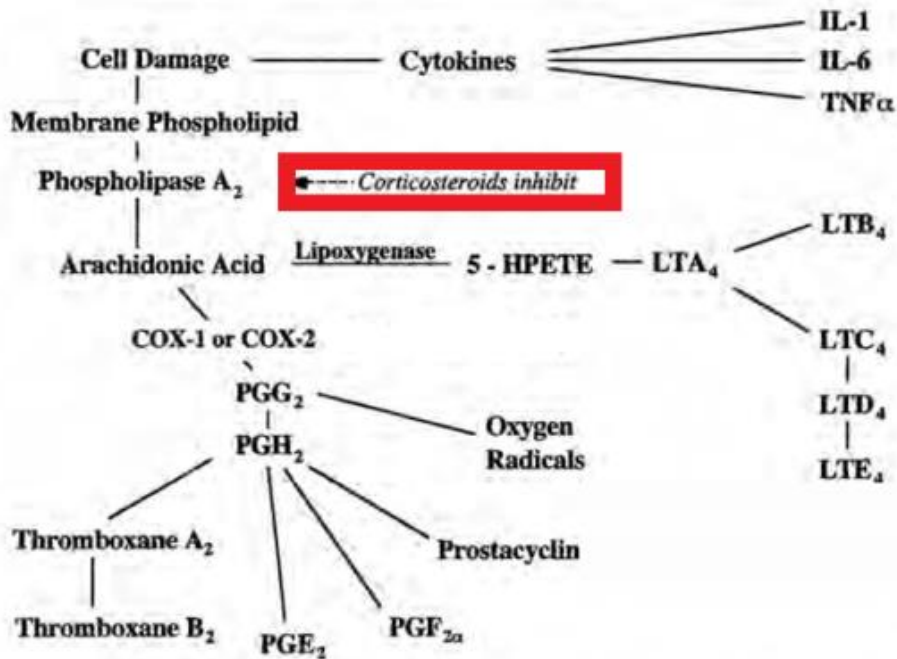 IL-1
Cell Damage Cytokines IL-6
TNFα
Membrane Phospholipid
Phospholipase A₂ Corticosteroids inhibit
LTB₄
Arachidonic Acid Lipoxygenase 5 - HPETE LTA₄
COX-1 or COX-2 LTC₄
PGG₂ LTD₄
Oxygen
Radicals
PGH₂ LTE₄
Thromboxane A₂ Prostacyclin
Thromboxane B₂ PGE₂ PGF₂α